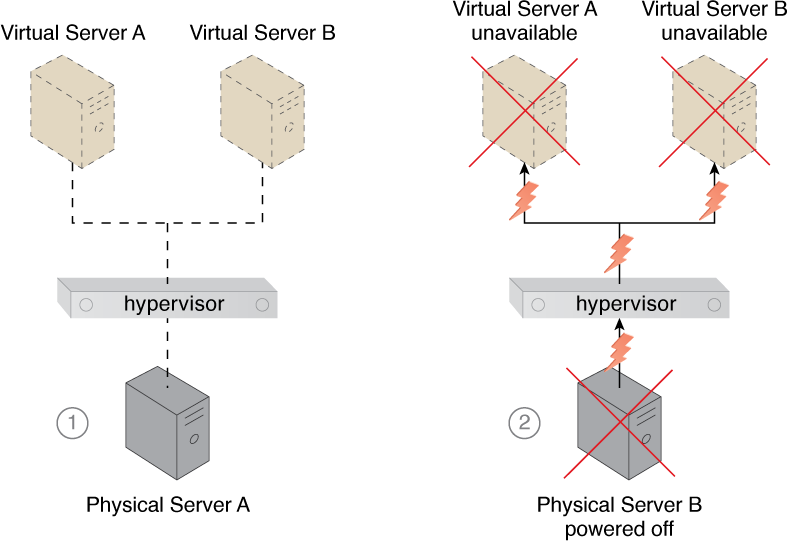 Virtual Server A
Virtual Server B
hypervisor
1
Physical Server A
Virtual Server A
unavailable
Virtual Server B
unavailable
hypervisor
2
Physical Server B
powered off